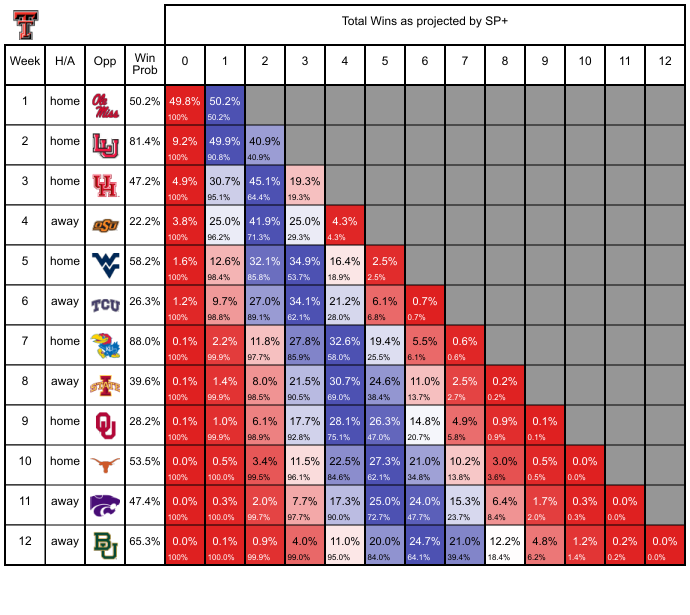 Total Wins as projected by SP+
Week H/A Opp Win Prob 0 1 2 3 4 5 6 7 8 9 10 11 12
1 home Ole Miss 50.2% 49.8% 50.2%
100% 50.2%
2 home LU 81.4% 9.2% 49.9% 40.9%
100% 90.8% 40.9%
3 home UH 47.2% 4.9% 30.7% 45.1% 19.3%
100% 95.1% 64.4% 19.3%
4 away OSU 22.2% 3.8% 25.0% 41.9% 25.0% 4.3%
100% 96.2% 71.3% 29.3% 4.3%
5 home WV 58.2% 1.6% 12.6% 32.1% 34.9% 16.4% 2.5%
100% 98.4% 85.8% 53.7% 18.9% 2.5%
6 away TCU 26.3% 1.2% 9.7% 27.0% 34.1% 21.2% 6.1% 0.7%
100% 98.8% 89.1% 62.1% 28.0% 6.8% 0.7%
7 home KU 88.0% 0.1% 2.2% 11.8% 27.8% 32.6% 19.4% 5.5% 0.6%
100% 99.9% 97.7% 85.9% 58.0% 25.5% 6.1% 0.6%
8 away I STATE 39.6% 0.1% 1.4% 8.0% 21.5% 30.7% 24.6% 11.0% 2.5% 0.2%
100% 99.9% 98.5% 90.5% 69.0% 38.4% 13.7% 2.7% 0.2%
9 home OU 28.2% 0.1% 1.0% 6.1% 17.7% 28.1% 26.3% 14.8% 4.9% 0.9% 0.1%
100% 99.9% 98.9% 92.8% 75.1% 47.0% 20.7% 5.8% 0.9% 0.1%
10 home 53.5% 0.0% 0.5% 3.4% 11.5% 22.5% 27.3% 21.0% 10.2% 3.0% 0.5% 0.0%
100% 100.0% 99.5% 96.1% 84.6% 62.1% 34.8% 13.8% 3.6% 0.5% 0.0%
11 away 47.4% 0.0% 0.3% 2.0% 7.7% 17.3% 25.0% 24.0% 15.3% 6.4% 1.7% 0.3% 0.0%
100% 100.0% 99.7% 97.7% 90.0% 72.7% 47.7% 23.7% 8.4% 2.0% 0.3% 0.0%
12 away BU 65.3% 0.0% 0.1% 0.9% 4.0% 11.0% 20.0% 24.7% 21.0% 12.2% 4.8% 1.2% 0.2% 0.0%
100% 100.0% 99.9% 99.0% 95.0% 84.0% 64.1% 39.4% 18.4% 6.2% 1.4% 0.2% 0.0%